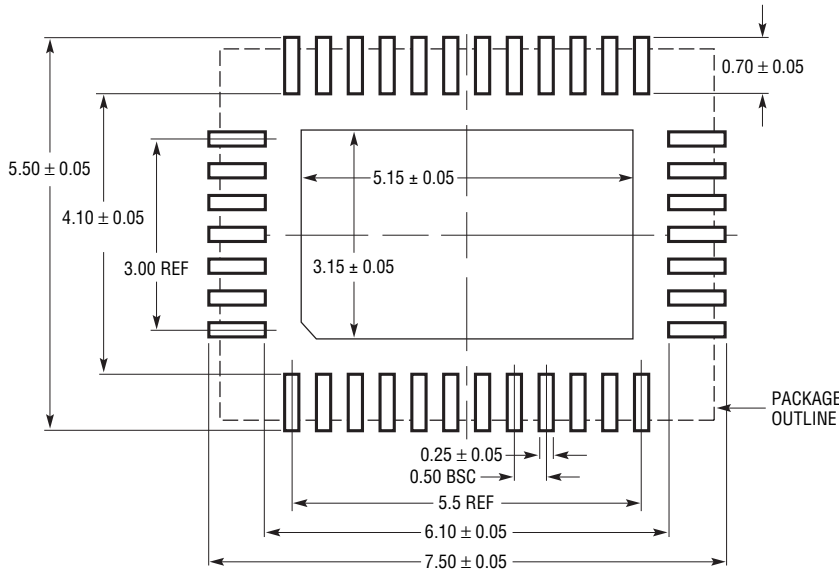 0.70 ± 0.05
5.50 ± 0.05
5.15 ± 0.05
4.10 ± 0.05
3.00 REF
3.15 ± 0.05
PACKAGE
OUTLINE
0.25 ± 0.05
0.50 BSC
5.5 REF
6.10 ± 0.05
7.50 ± 0.05